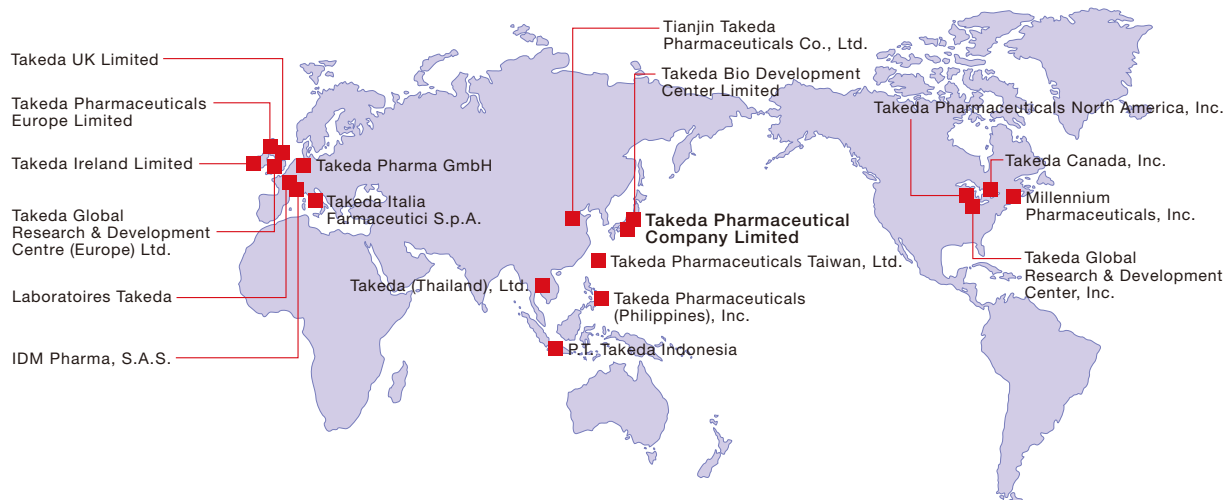 Takeda UK Limited
Takeda Pharmaceuticals
Europe Limited
Takeda Ireland Limited
Takeda Global
Research & Development
Centre (Europe) Ltd.
Laboratoires Takeda
IDM Pharma, S.A.S.
Takeda Pharma GmbH
Takeda Italia
Farmaceutici S.p.A.
Tianjin Takeda
Pharmaceuticals Co., Ltd.
Takeda Bio Development
Center Limited
Takeda Pharmaceutical
Company Limited
Takeda Pharmaceuticals Taiwan, Ltd.
Takeda (Thailand), Ltd.
Takeda Pharmaceuticals
(Philippines), Inc.
P.T. Takeda Indonesia
Takeda Pharmaceuticals North America, Inc.
Takeda Canada, Inc.
Millennium
Pharmaceuticals, Inc.
Takeda Global
Research & Development
Center, Inc.